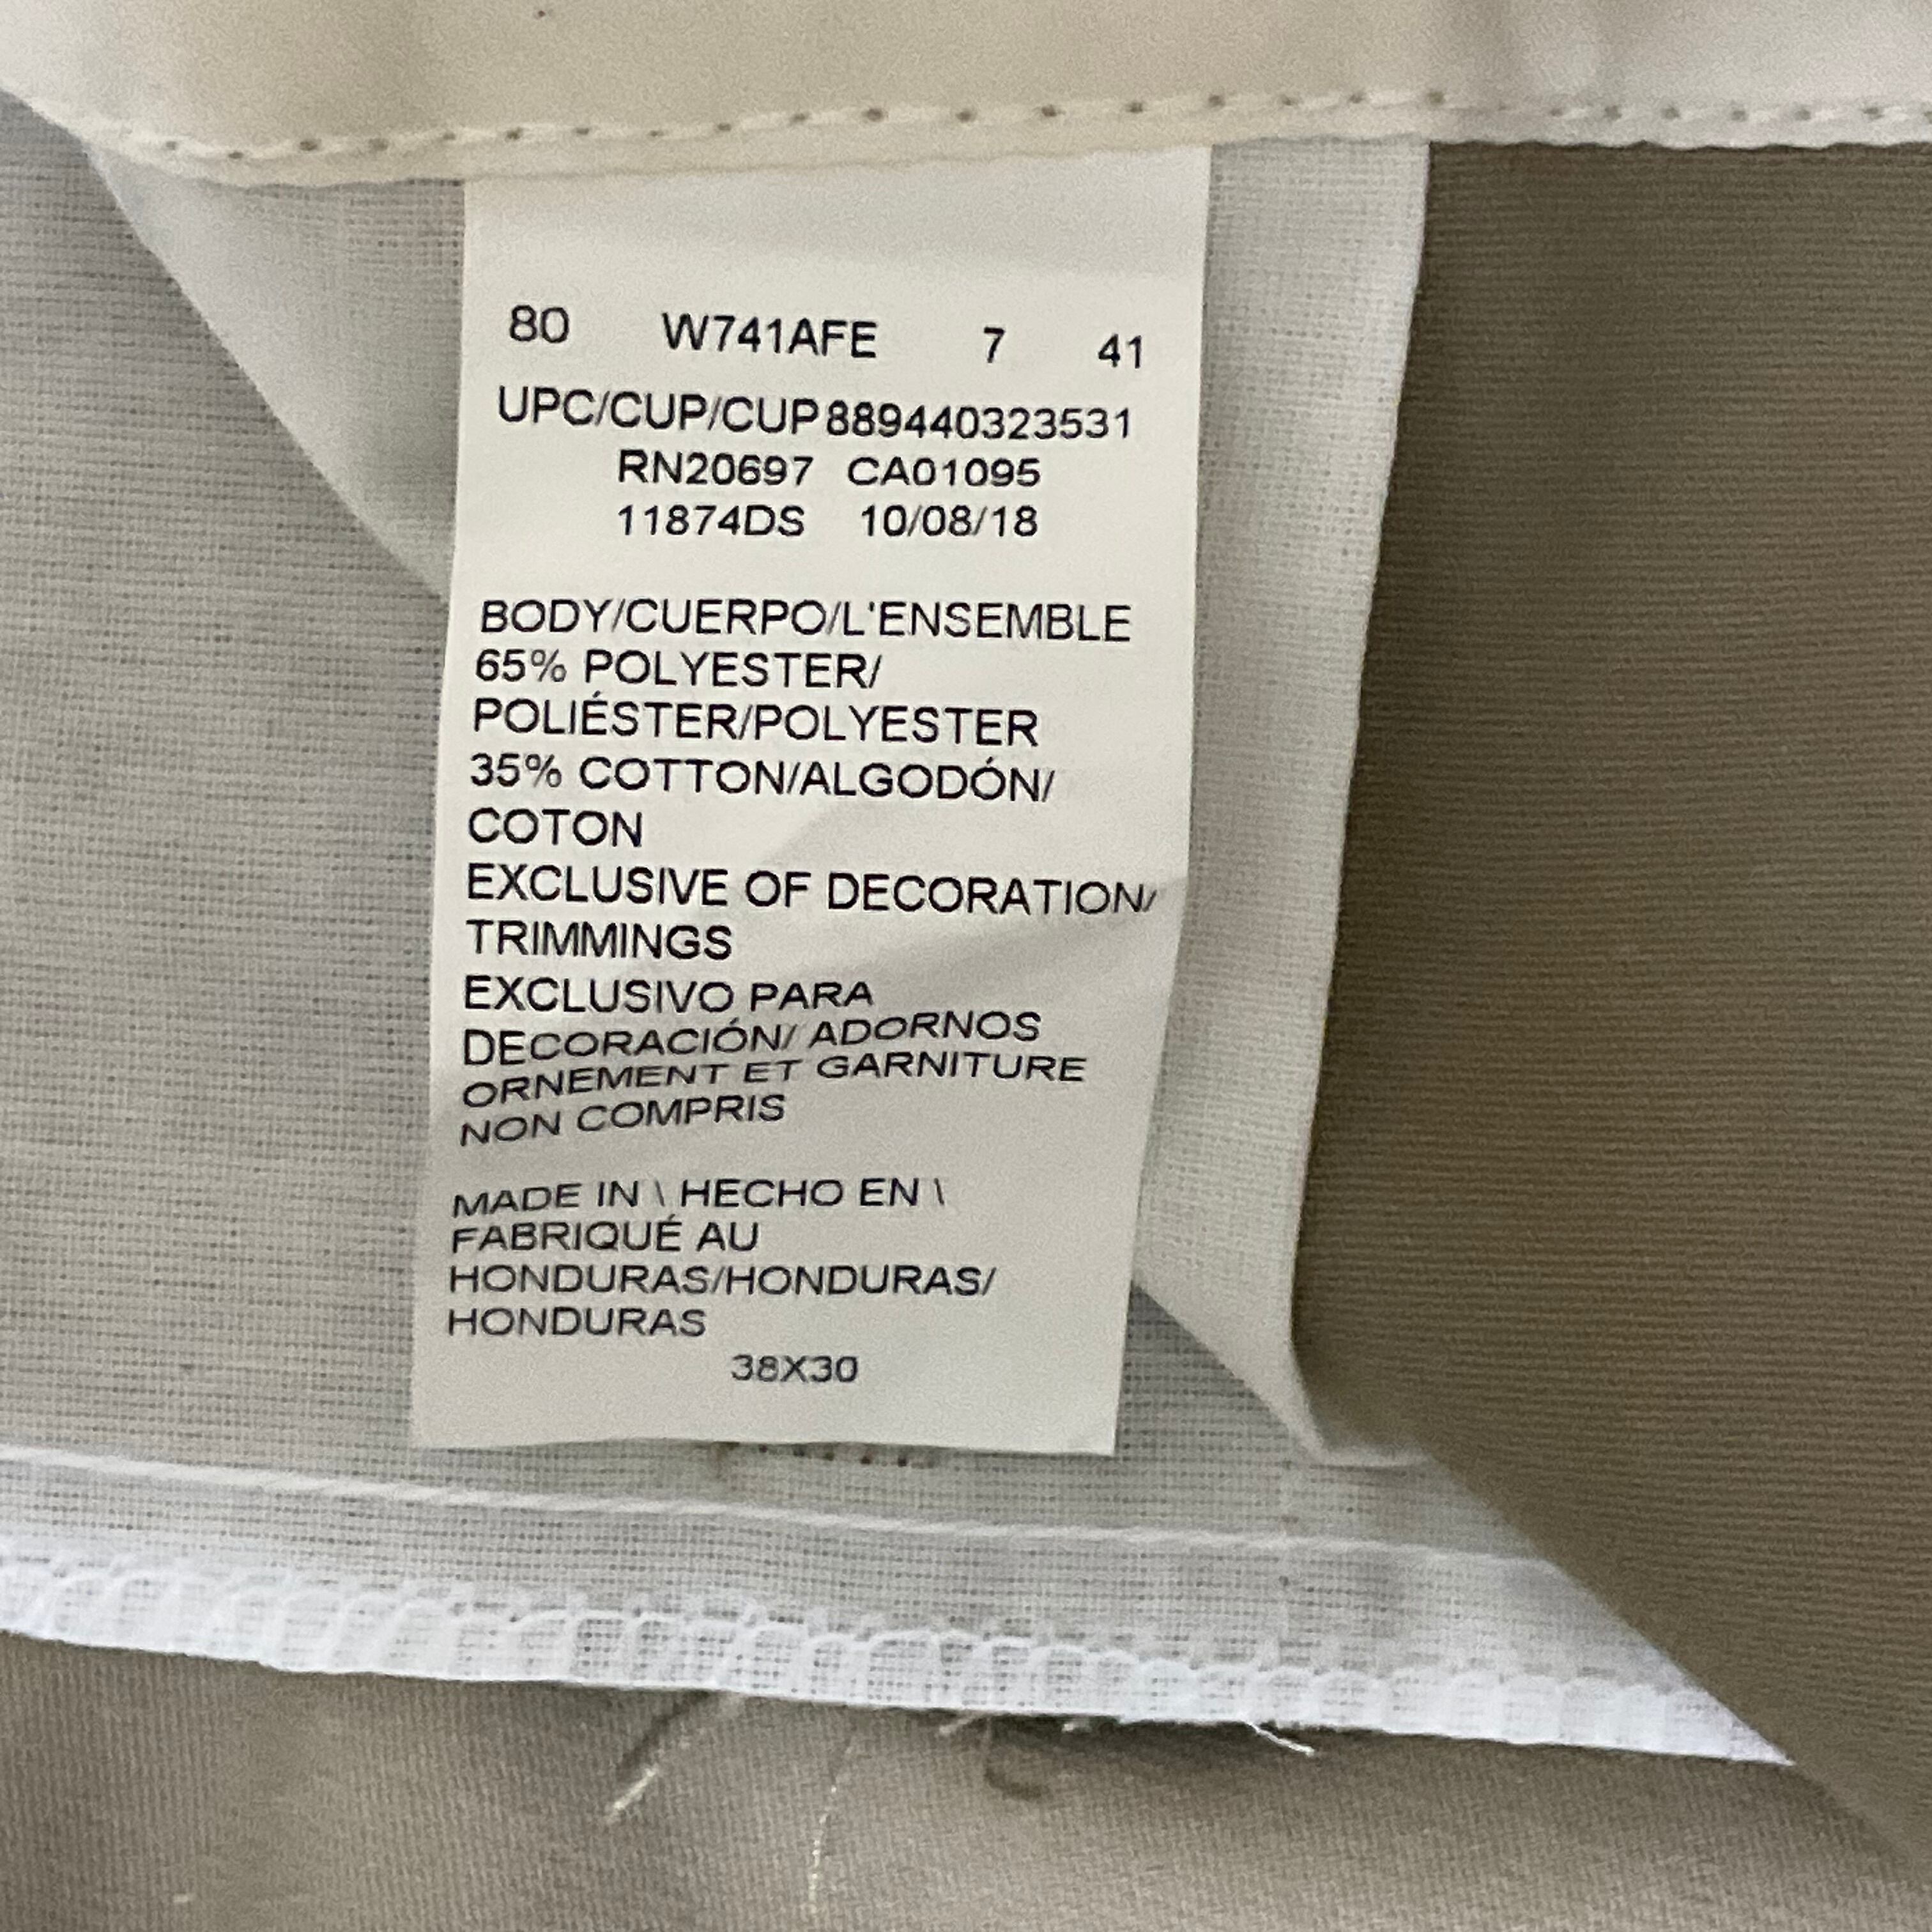 80 W741AFE 7 41
UPC/CUP/CUP889440323531
RN20697 CA01095
11874DS 10/08/18
BODY/CUERPO/L'ENSEMBLE
65% POLYESTER/
POLIÉSTER/POLYESTER
35% COTTON/ALGODÓN/
COTON
EXCLUSIVE OF DECORATION/
TRIMMINGS
EXCLUSIVO PARA
DECORACIÓN/ ADORNOS
ORNEMENT ET GARNITURE
NON COMPRIS
MADE IN \ HECHO EN \
FABRIQUÉ AU
HONDURAS/HONDURAS/
HONDURAS
38X30